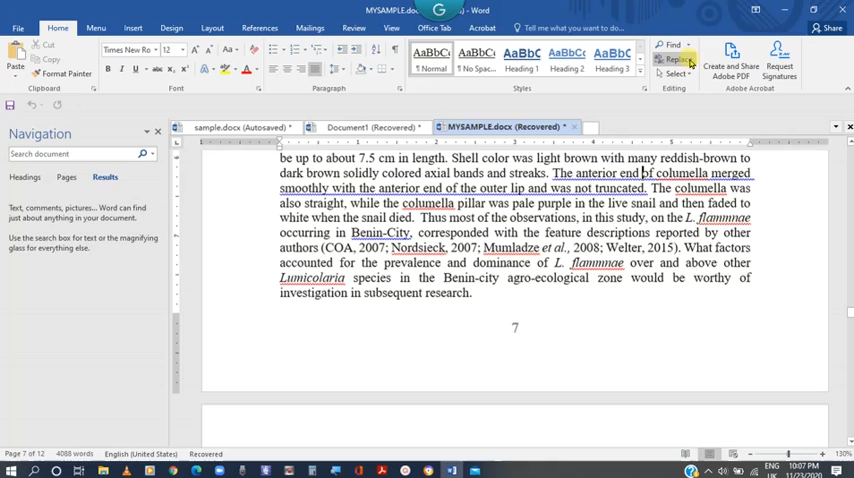 MYSAMPLE.doc
(Recovered) - Word
File Home Menu Insert Design Layout References Mailings Review View Office Tab Acrobat Tell me what you want to do... Share
Cut
Copy
Format Painter
Paste
Clipboard
Times New Ro 12
Font
Paragraph
AaBbCc AaBbCc AaBbC AaBbCc AaBbC
¶ Normal ¶ No Spac... Heading 1 Heading 2 Heading 3
Styles
Find
Replace
Select
Editing
Create and Share
Adobe PDF
Request
Signatures
Adobe Acrobat
sample.docx (Autosaved) * Document1 (Recovered) * MYSAMPLE.docx (Recovered) *
Navigation
Search document
Headings Pages Results
Text, comments, pictures...Word can find
just about anything in your document.
Use the search box for text or the magnifying
glass for everything else.
be up to about 7.5 cm in length. Shell color was light brown with many reddish-brown to
dark brown solidly colored axial bands and streaks. The anterior end of columella merged
smoothly with the anterior end of the outer lip and was not truncated. The columella was
also straight, while the columella pillar was pale purple in the live snail and then faded to
white when the snail died. Thus most of the observations, in this study, on the L. flammnae
occurring in Benin-City, corresponded with the feature descriptions reported by other
authors (COA, 2007; Nordsieck, 2007; Mumladze et al., 2008; Welter, 2015). What factors
accounted for the prevalence and dominance of L. flammnae over and above other
Lumicolaria species in the Benin-city agro-ecological zone would be worthy of
investigation in subsequent research.
7
Page 7 of 12 4088 words English (United States) Recovered 130%
ENG 10:07 PM
UK 11/23/2020